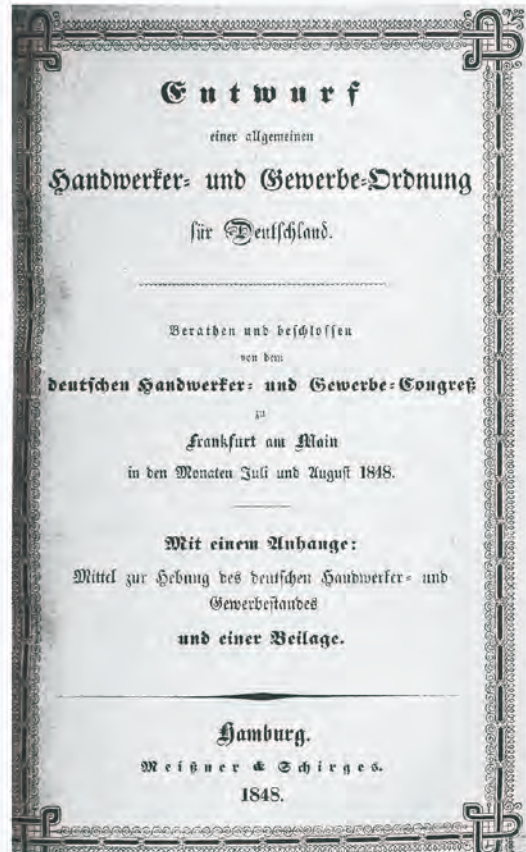 Entwurf
einer allgemeinen
Handwerker- und Gewerbe-Ordnung
für Deutschland.
Berathen und beschlossen
von dem
deutschen Handwerker- und Gewerbe-Congreß
zu
Frankfurt am Main
in den Monaten Juli und August 1848.
Mit einem Anhange:
Mittel zur Hebung des deutschen Handwerker- und
Gewerbestandes
und einer Beilage.
Hamburg.
Meißner & Schirges.
1848.